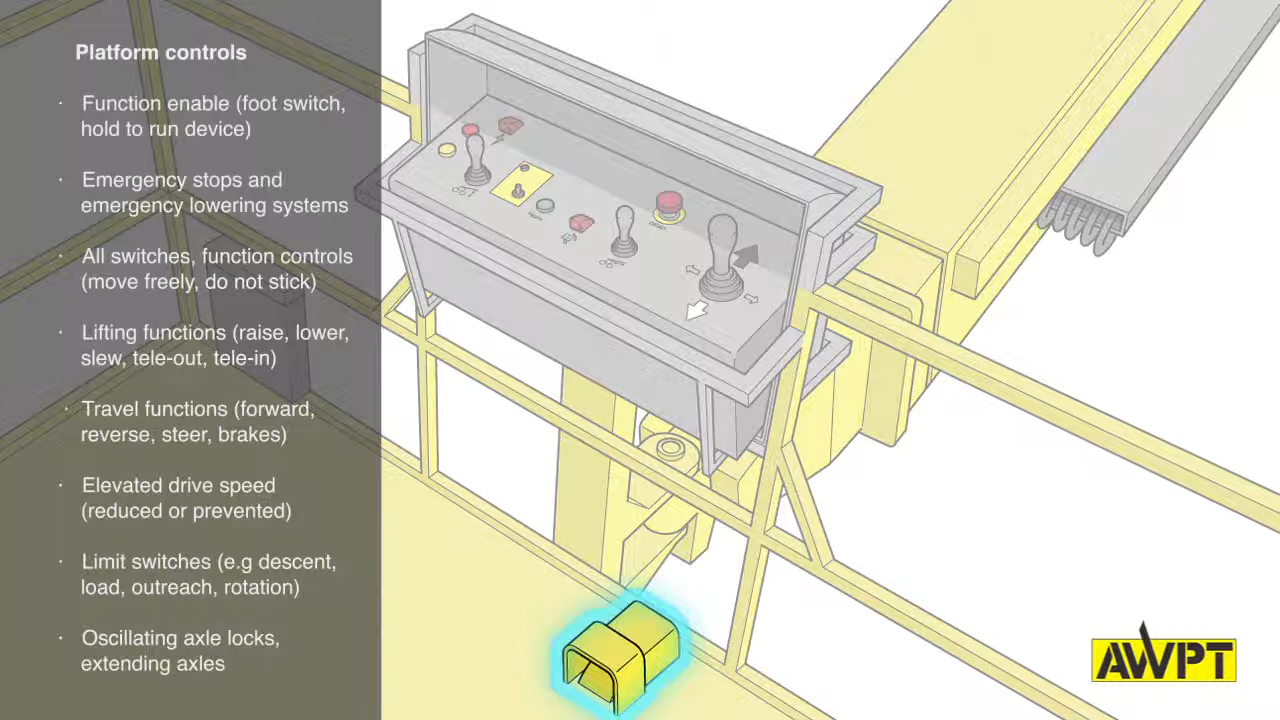 Platform controls
· Function enable (foot switch,
hold to run device)
· Emergency stops and
emergency lowering systems
· All switches, function controls
(move freely, do not stick)
· Lifting functions (raise, lower,
slew, tele-out, tele-in)
· Travel functions (forward,
reverse, steer, brakes)
· Elevated drive speed
(reduced or prevented)
· Limit switches (e.g descent,
load, outreach, rotation)
· Oscillating axle locks,
extending axles
AWPT